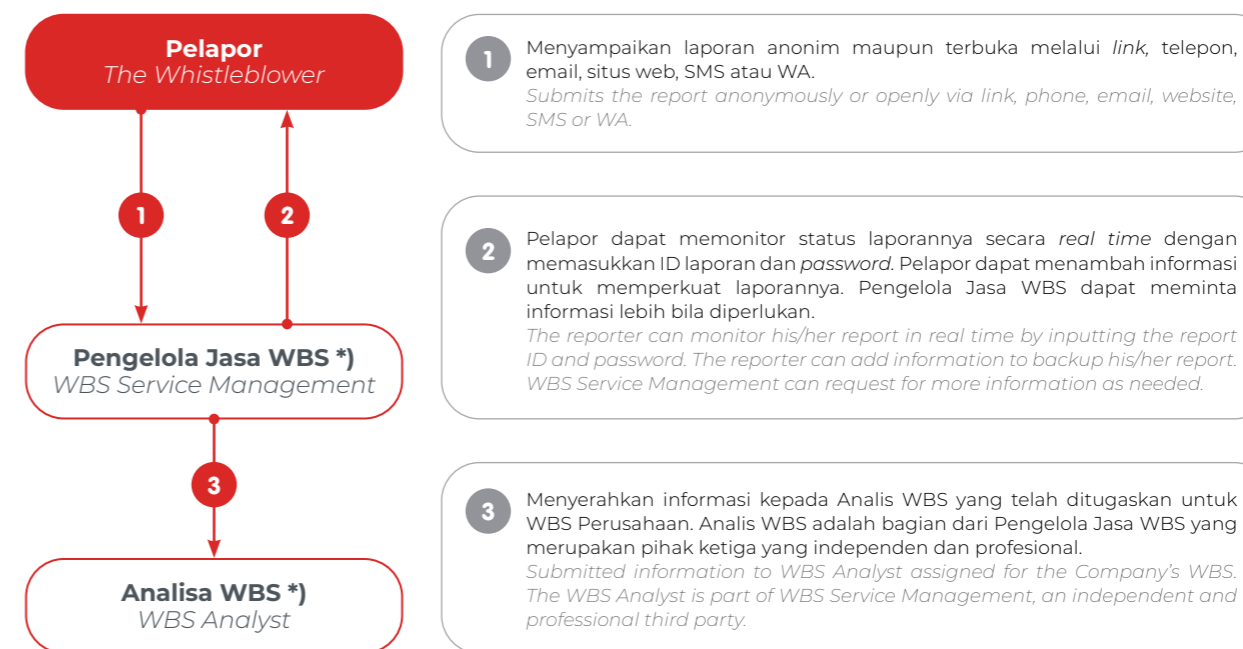 Pelapor
The Whistleblower
1
2
Pengelola Jasa WBS *)
WBS Service Management
3
Analisa WBS *)
WBS Analyst
1
Menyampaikan laporan anonim maupun terbuka melalui link, telepon,
email, situs web, SMS atau WA.
Submits the report anonymously or openly via link, phone, email, website,
SMS or WA.
2
Pelapor dapat memonitor status laporannya secara real time dengan
memasukkan ID laporan dan password. Pelapor dapat menambah informasi
untuk memperkuat laporannya. Pengelola Jasa WBS dapat meminta
informasi lebih bila diperlukan.
The reporter can monitor his/her report in real time by inputting the report
ID and password. The reporter can add information to backup his/her report.
WBS Service Management can request for more information as needed.
3
Menyerahkan informasi kepada Analis WBS yang telah ditugaskan untuk
WBS Perusahaan. Analis WBS adalah bagian dari Pengelola Jasa WBS yang
merupakan pihak ketiga yang independen dan profesional.
Submitted information to WBS Analyst assigned for the Company's WBS.
The WBS Analyst is part of WBS Service Management, an independent and
professional third party.